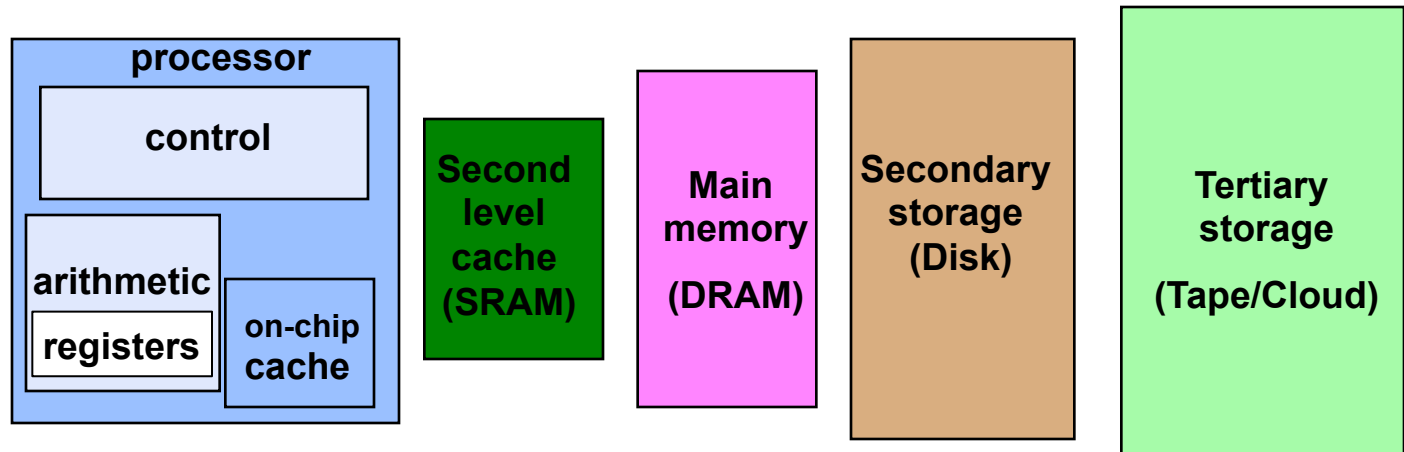 processor
control
arithmetic
registers
on-chip
cache
Second
level
cache
(SRAM)
Main
memory
(DRAM)
Secondary
storage
(Disk)
Tertiary
storage
(Tape/Cloud)